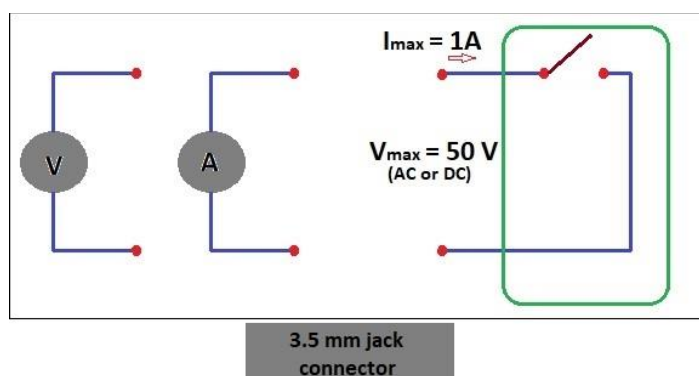 Imax = 1A
V
A
Vmax = 50 V
(AC or DC)
3.5 mm jack
connector